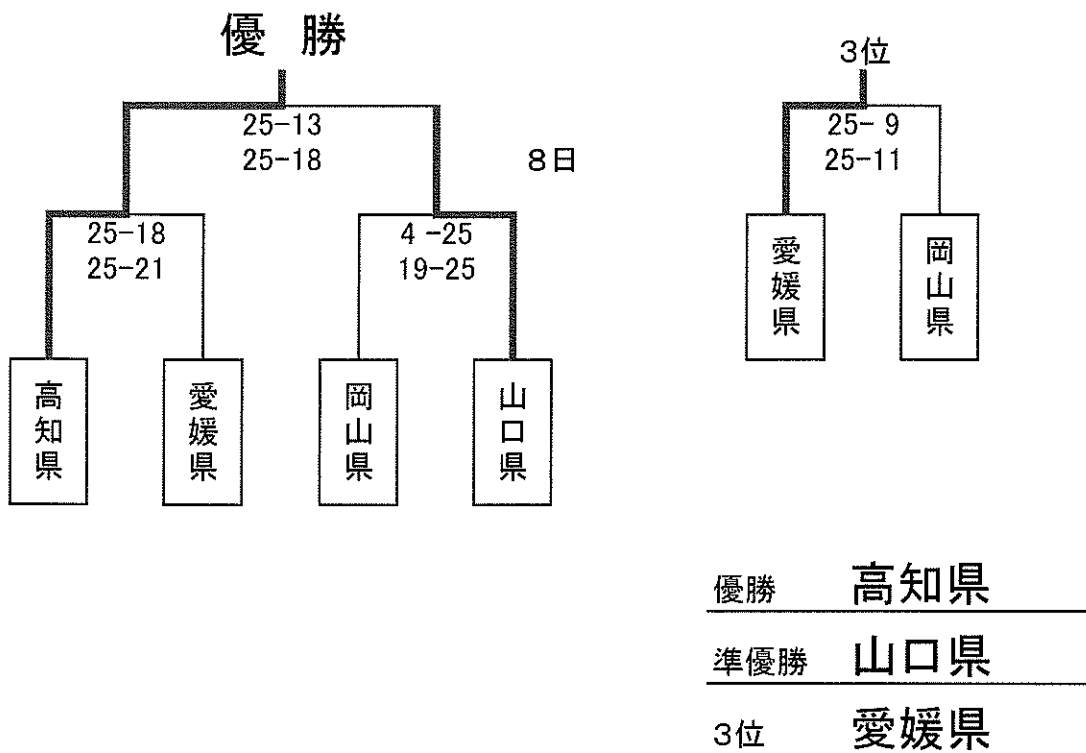 優 勝
3位
25-13
25-18
8日
25- 9
25-11
25-18
25-21
4 -25
19-25
愛媛県
岡山県
高知県
愛媛県
岡山県
山口県
優勝 高知県
準優勝 山口県
3位 愛媛県